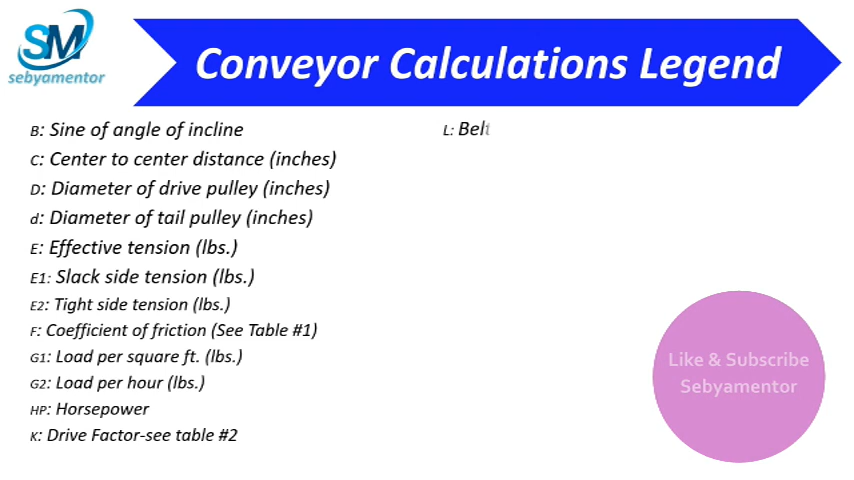 SM
sebyamentor
Conveyor Calculations Legend
B: Sine of angle of incline
C: Center to center distance (inches)
D: Diameter of drive pulley (inches)
d: Diameter of tail pulley (inches)
E: Effective tension (lbs.)
E1: Slack side tension (lbs.)
E2: Tight side tension (lbs.)
F: Coefficient of friction (See Table #1)
G1: Load per square ft. (lbs.)
G2: Load per hour (lbs.)
HP: Horsepower
K: Drive Factor-see table #2
L: Belt
Like & Subscribe
Sebyamentor